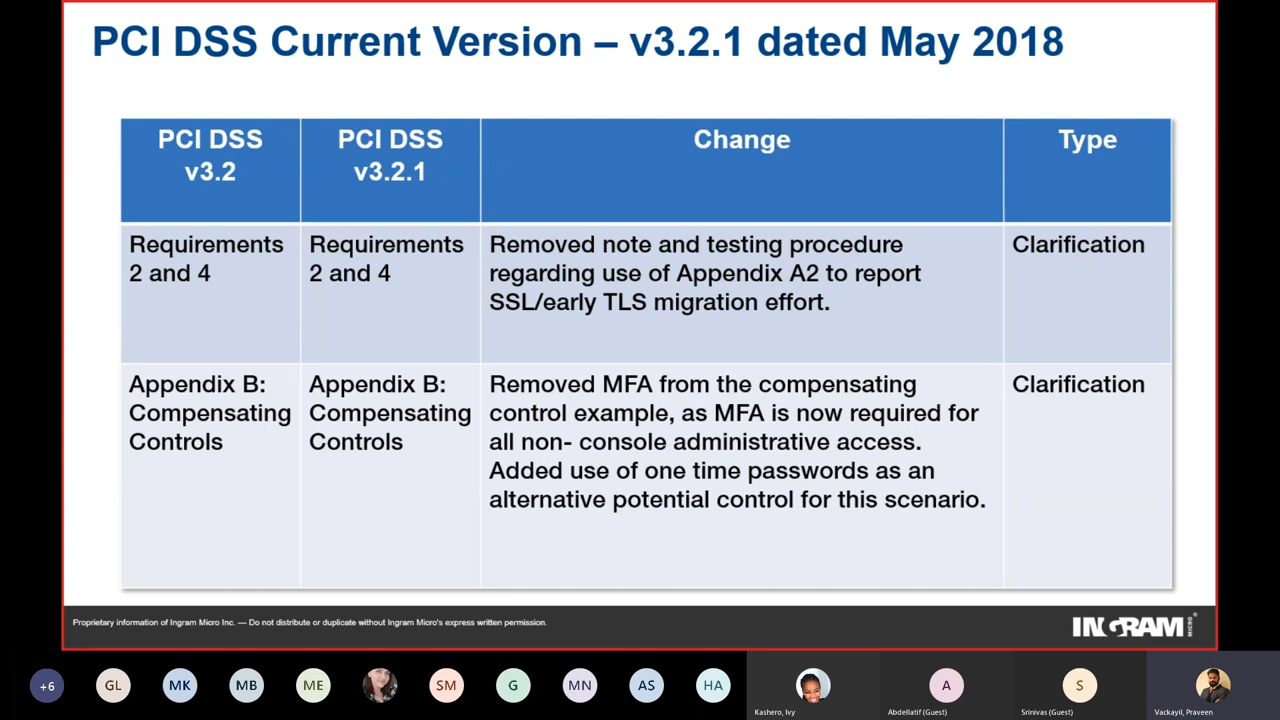 PCI DSS Current Version – v3.2.1 dated May 2018
PCI DSS
v3.2
PCI DSS
v3.2.1
Change
Type
Requirements
2 and 4
Requirements
2 and 4
Removed note and testing procedure
regarding use of Appendix A2 to report
SSL/early TLS migration effort.
Clarification
Appendix B:
Compensating
Controls
Appendix B:
Compensating
Controls
Removed MFA from the compensating
control example, as MFA is now required for
all non- console administrative access.
Added use of one time passwords as an
alternative potential control for this scenario.
Clarification
Proprietary information of Ingram Micro Inc. — Do not distribute or duplicate without Ingram Micro's express written permission.
INGRAM MICRO
+6
GL
MK
MB
ME
SM
G
MN
AS
HA
Kashero, Ivy
A
Abdellatif (Guest)
S
Srinivas (Guest)
Vackayil, Praveen